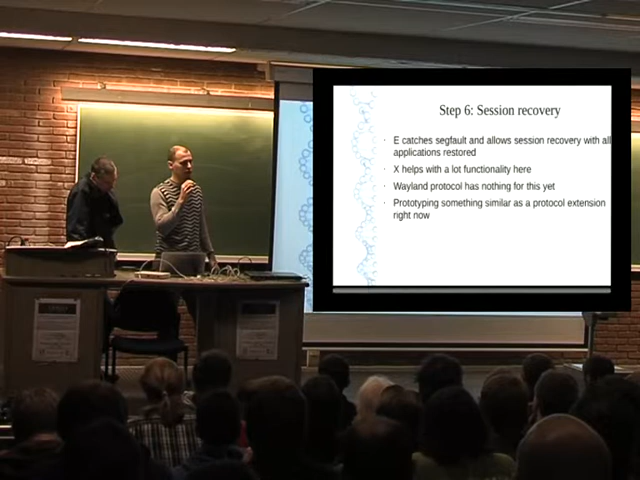 Step 6: Session recovery
· E catches segfault and allows session recovery with all
applications restored
· X helps with a lot functionality here
· Wayland protocol has nothing for this yet
· Prototyping something similar as a protocol extension
right now